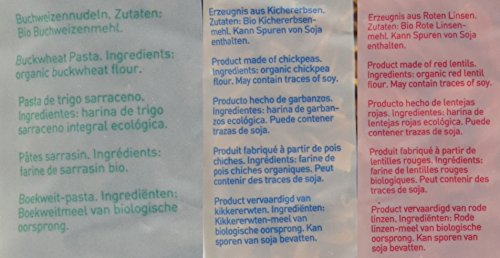 Buchweizennudeln. Zutaten:
Bio Buchweizenmehl.
Buckwheat Pasta. Ingredients:
organic buckwheat flour.
Pasta de trigo sarraceno.
Ingredientes: harina de trigo
sarraceno integral ecológica.
Pâtes sarrasin. Ingrédients:
farine de sarrasin bio.
Boekweit-pasta. Ingrediënten:
Boekweitmeel van biologische
oorsprong.
Erzeugnis aus Kichererbsen.
Zutaten: Bio Kichererbsen-
mehl. Kann Spuren von Soja
enthalten.
Product made of chickpeas.
Ingredients: organic chickpea
flour. May contain traces of soy.
Producto hecho de garbanzos.
Ingredientes: harina de garban-
zos ecológica. Puede contener
trazas de soja.
Produit fabriqué à partir de pois
chiches. Ingrédients: farine de
pois chiches organiques. Peut
contenir des traces de soja.
Product vervaardigd van
kikkererwten. Ingrediënten:
Kikkererwten-meel van
biologische oorsprong. Kan
sporen van soja bevatten.
Erzeugnis aus Roten Linsen.
Zutaten: Bio Rote Linsen-
mehl. Kann Spuren von Soja
enthalten.
Product made of red lentils.
Ingredients: organic red lentil
flour. May contain traces of soy.
Producto hecho de lentejas
rojas. Ingredientes: harina de
lentejas rojas ecológica. Puede
contener trazas de soja.
Produit fabriqué à partir de
lentilles rouges. Ingrédients:
farine de lentilles rouges
biologiques. Peut contenir des
traces de soja.
Product vervaardigd van rode
linzen. Ingrediënten: Rode
linzen-meel van biologische
oorsprong. Kan sporen van
soja bevatten.